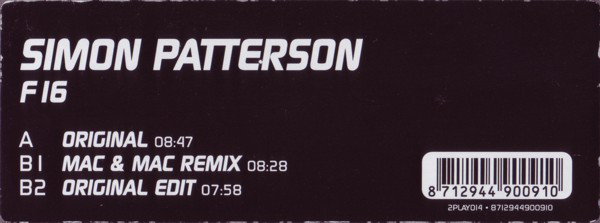 SIMON PATTERSON
F16
A ORIGINAL 08:47
B1 MAC & MAC REMIX 08:28
B2 ORIGINAL EDIT 07:58
8 712944 900910
2PLAY014 • 8712944900910